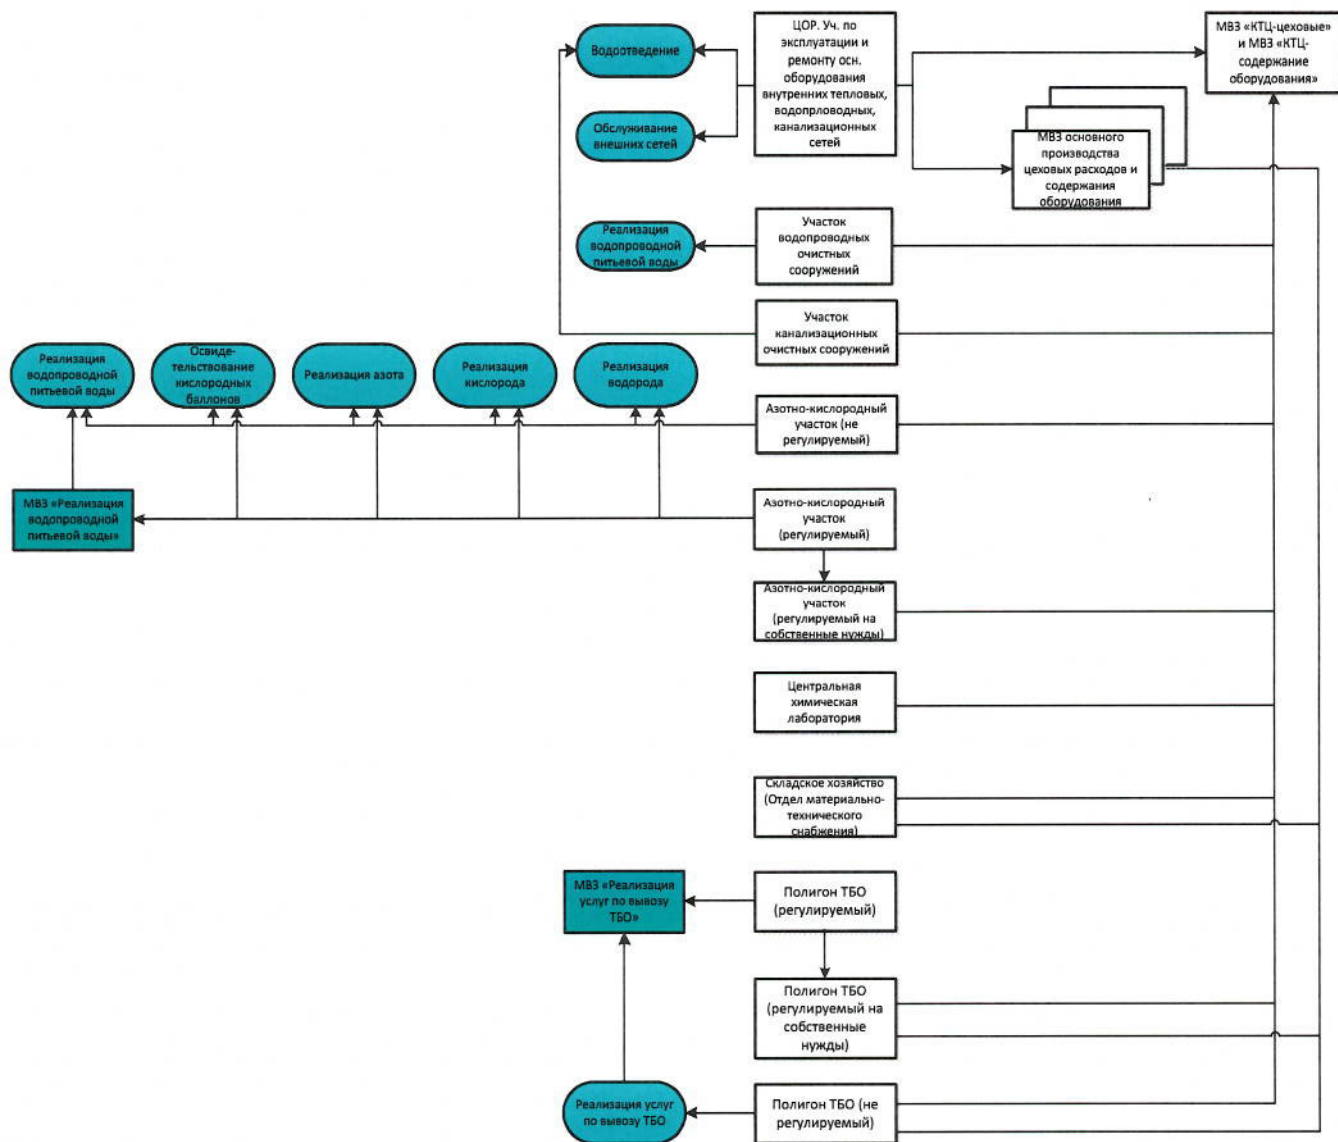 Водоотведение
Обслуживание
внешних сетей
ЦОР. Уч. по
эксплуатации и
ремонту осн.
оборудования
внутренних тепловых,
водопрловодных,
канализационных
сетей
МВЗ «КТЦ-цеховые»
и МВЗ «КТЦ-
содержание
оборудования»
МВЗ основного
производства
цеховых расходов и
содержания
оборудования
Реализация
водопроводной
питьевой воды
Участок
водопроводных
очистных
сооружений
Участок
канализационных
очистных сооружений
Реализация
водопроводной
питьевой воды
Освиде-
тельствование
кислородных
баллонов
Реализация азота
Реализация
кислорода
Реализация
водорода
Азотно-кислородный
участок (не
регулируемый)
МВЗ «Реализация
водопроводной
питьевой воды»
Азотно-кислородный
участок
(регулируемый)
Азотно-кислородный
участок
(регулируемый на
собственные нужды)
Центральная
химическая
лаборатория
Складское хозяйство
(Отдел материально-
технического
снабжения)
МВЗ «Реализация
услуг по вывозу
ТБО»
Полигон ТБО
(регулируемый)
Полигон ТБО
(регулируемый на
собственные
нужды)
Реализация услуг
по вывозу ТБО
Полигон ТБО (не
регулируемый)